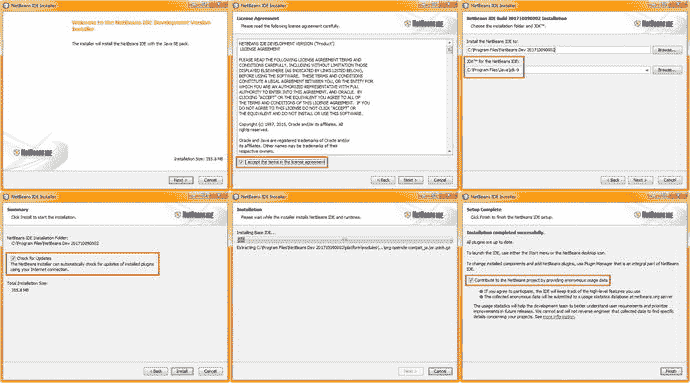 NetBeans IDE Installer
Welcome to the NetBeans IDE Development Version
Installer
The installer will install the NetBeans IDE with the Java SE pack.
NetBeans IDE
Installation Size: 355.8 MB
Next >
Cancel
NetBeans IDE Installer
License Agreement
Please read the following license agreement carefully.
NetBeans IDE
NETBEANS IDE DEVELOPMENT VERSION ("Product")
LICENSE AGREEMENT
PLEASE READ THE FOLLOWING LICENSE AGREEMENT TERMS AND
CONDITIONS CAREFULLY, INCLUDING WITHOUT LIMITATION THOSE
DISPLAYED ELSEWHERE (AS INDICATED BY LINKS LISTED BELOW),
BEFORE USING THE SOFTWARE. THESE TERMS AND CONDITIONS
CONSTITUTE A LEGAL AGREEMENT BETWEEN YOU, OR THE ENTITY FOR
WHICH YOU ARE AN AUTHORIZED REPRESENTATIVE WITH FULL
AUTHORITY TO ENTER INTO THIS AGREEMENT, AND ORACLE. BY
CLICKING "ACCEPT" OR THE EQUIVALENT YOU AGREE TO ALL OF
THE TERMS AND CONDITIONS OF THIS LICENSE AGREEMENT. IF YOU
DO NOT AGREE TO THIS LICENSE DO NOT CLICK "ACCEPT" OR
THE EQUIVALENT AND DO NOT INSTALL OR USE THIS SOFTWARE.
Copyright (c) 1997, 2015, Oracle and/or its affiliates. All
rights reserved.
Oracle and Java are registered trademarks of Oracle and/or
its affiliates. Other names may be trademarks of their
respective owners.
I accept the terms in the license agreement
< Back
Next >
Cancel
NetBeans IDE Installer
NetBeans IDE Build 201710090002 Installation
Choose the installation folder and JDK™.
NetBeans IDE
Install the NetBeans IDE to:
C:\Program Files\NetBeans Dev 201710090002
Browse...
JDK™ for the NetBeans IDE:
C:\Program Files\Java\jdk-9
Browse...
< Back
Next >
Cancel
NetBeans IDE Installer
Summary
Click Install to start the installation.
NetBeans IDE
NetBeans IDE Installation Folder:
C:\Program Files\NetBeans Dev 201710090002
Check for Updates
The NetBeans installer can automatically check for updates of installed plugins
using your Internet connection.
Total Installation Size:
355.8 MB
< Back
Install
Cancel
NetBeans IDE Installer
Installation
Please wait while the installer installs NetBeans IDE and runtimes.
NetBeans IDE
Installing Base IDE...
Next >
Cancel
NetBeans IDE Installer
Setup Complete
Click Finish to finish the NetBeans IDE setup.
NetBeans IDE
Installation completed successfully.
All plugins are up to date.
To launch the IDE, use either the Start menu or the NetBeans desktop icon.
To change installed components and add NetBeans plugins, use Plugin Manager that is an integral part of NetBeans
IDE.
Contribute to the NetBeans project by providing anonymous usage data
If you agree to participate, the IDE will keep track of the high-level features you use
The collected anonymous data will be submitted to a usage statistics database at netbeans.org server
The usage statistics will help the development team to better understand user requirements and prioritize
improvements in future releases. We cannot and will not reverse engineer that collected data to find specific
details concerning your projects. See more information.
Finish